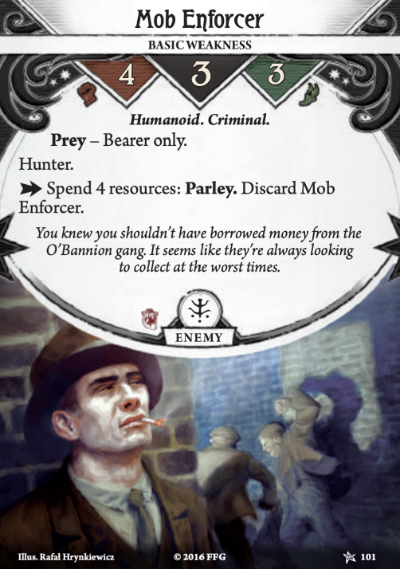 Mob Enforcer
BASIC WEAKNESS
4 3 3
Humanoid. Criminal.
Prey – Bearer only.
Hunter.
Spend 4 resources: Parley. Discard Mob
Enforcer.
You knew you shouldn't have borrowed money from the
O'Bannion gang. It seems like they're always looking
to collect at the worst times.
ENEMY
Illus. Rafał Hrynkiewicz © 2016 FFG 101